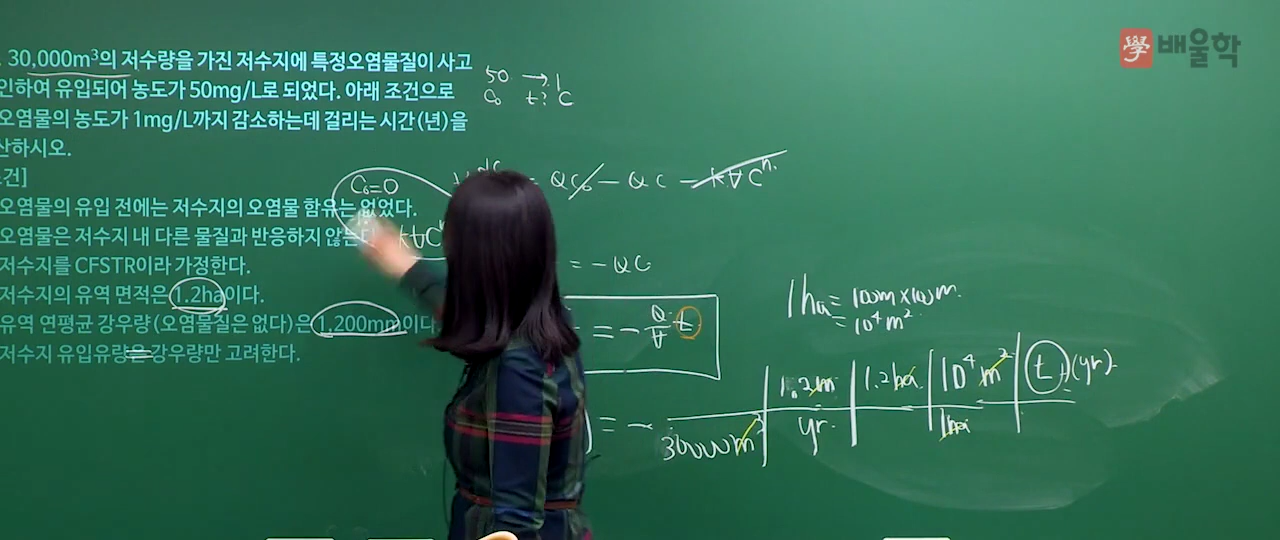 . 30,000m³의 저수량을 가진 저수지에 특정오염물질이 사고
인하여 유입되어 농도가 50mg/L로 되었다. 아래 조건으로
오염물의 농도가 1mg/L까지 감소하는데 걸리는 시간(년)을
산하시오.
건]
오염물의 유입 전에는 저수지의 오염물 함유는 없었다.
오염물은 저수지 내 다른 물질과 반응하지 않는다
저수지를 CFSTR이라 가정한다.
저수지의 유역 면적은 1.2ha이다.
유역 연평균 강우량(오염물질은 없다)은 1,200mm이다.
저수지 유입유량은 강우량만 고려한다.
學 배울학
50 → 1
C₀ t? C
C₀=0
= QC₀ - QC - k∀Cⁿ
k∀Cⁿ
= -QC
= - Q/∀ t
1ha = 100m×100m.
= 10⁴m².
= - | 1.2m | 1.2ha | 10⁴m² | t (yr)
30000m² | yr. | | 1ha |